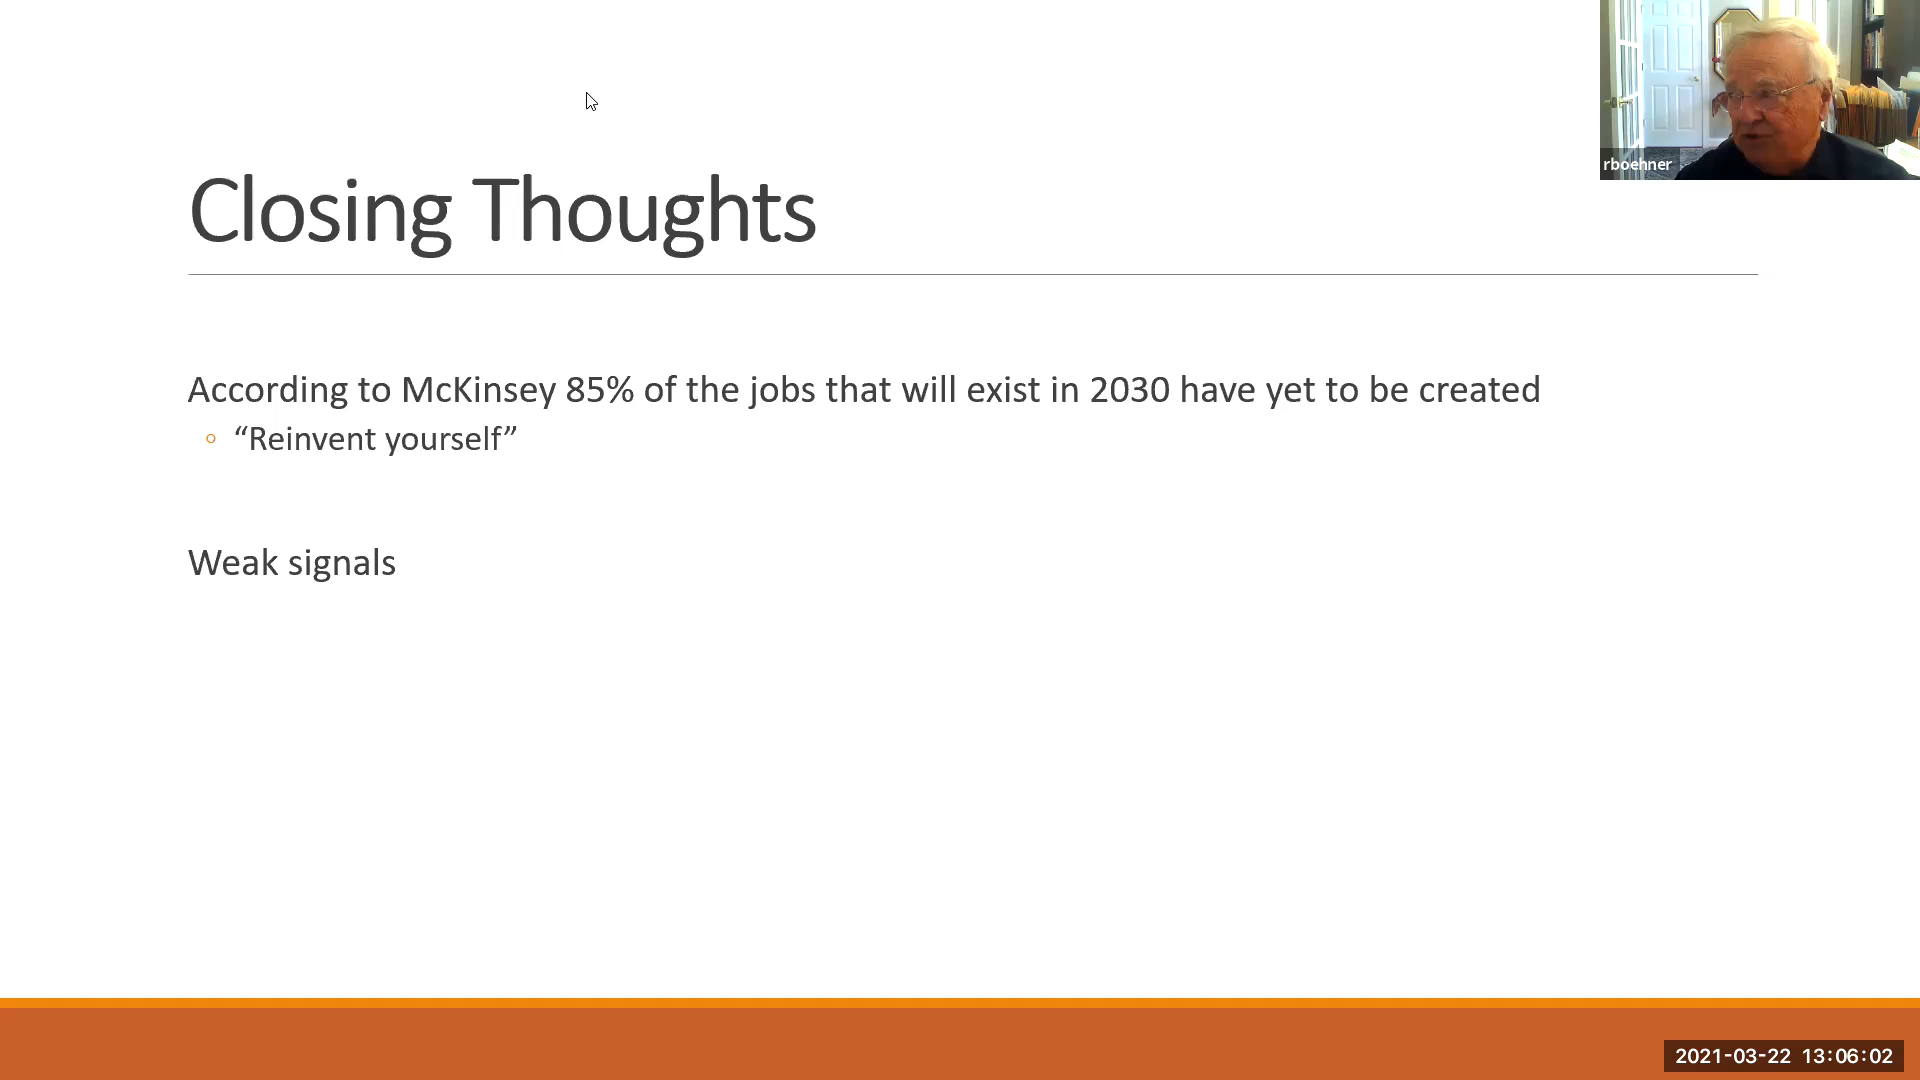 rboehner
Closing Thoughts
According to McKinsey 85% of the jobs that will exist in 2030 have yet to be created
“Reinvent yourself”
Weak signals
2021-03-22 13:06:02